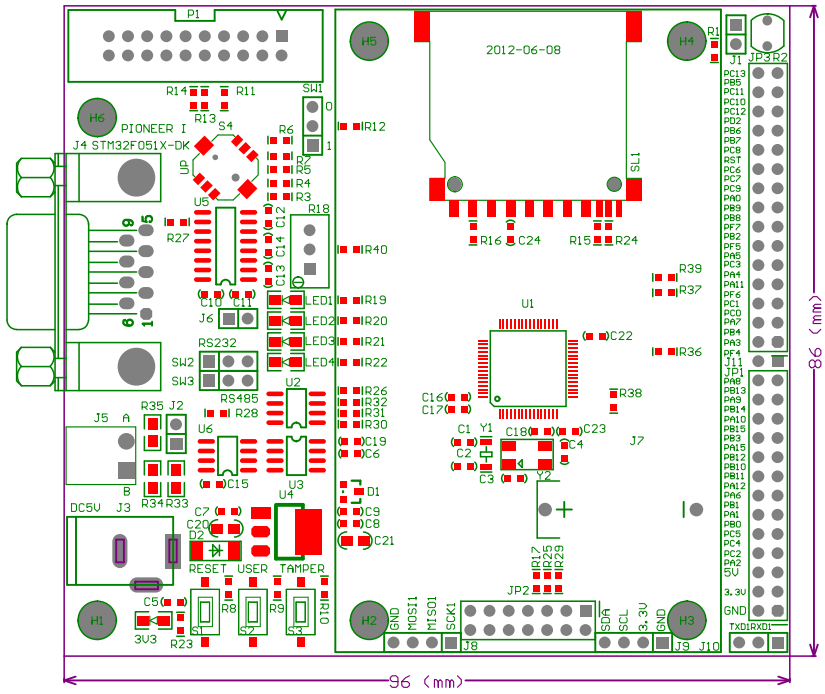 P1
H5
2012-06-08
H4
R1
J1
JP3 R2
R14
R13
R11
SW1
0
1
H6
PIONEER I
J4 STM32F051X-DK
S4
UP
R6
R7
R5
R4
R3
R12
SL1
U5
R27
C12
C14
C13
R18
R40
R16
C24
R15
R24
9
5
6
1
C10
C11
J6
LED1
LED2
LED3
LED4
R19
R20
R21
R22
U1
R39
R37
R36
C22
R38
RS232
SW2
SW3
RS485
R28
U2
U3
U6
R26
R32
R31
R30
C19
C6
C16
C17
C1
C2
C3
Y1
C18
C23
C4
Y2
J7
R35
J2
J5
A
B
R34
R33
C15
U4
D1
C9
C8
C21
DC5V
J3
C7
C20
D2
RESET
USER
TAMPER
R8
R9
R10
S1
S2
S3
C5
3V3
R23
H1
H2
H3
GND
MOSI1
MISO1
SCK1
J8
JP2
R17
R25
R29
SDA
SCL
3.3V
GND
J9
J10
TXD1RXD1
PC13
PB5
PC11
PC10
PC12
PD2
PB6
PB7
PC8
RST
PC6
PC7
PC9
PA0
PB9
PB8
PF7
PB2
PF5
PA5
PC3
PA4
PA11
PF6
PC1
PC0
PA7
PB4
PA3
PF4
J11
JP1
PA8
PB13
PA9
PB14
PA10
PB15
PB3
PA15
PB12
PB10
PB11
PA12
PA6
PB1
PA1
PB0
PC5
PC4
PC2
PA2
5V
3.3V
GND
86 (mm)
96 (mm)